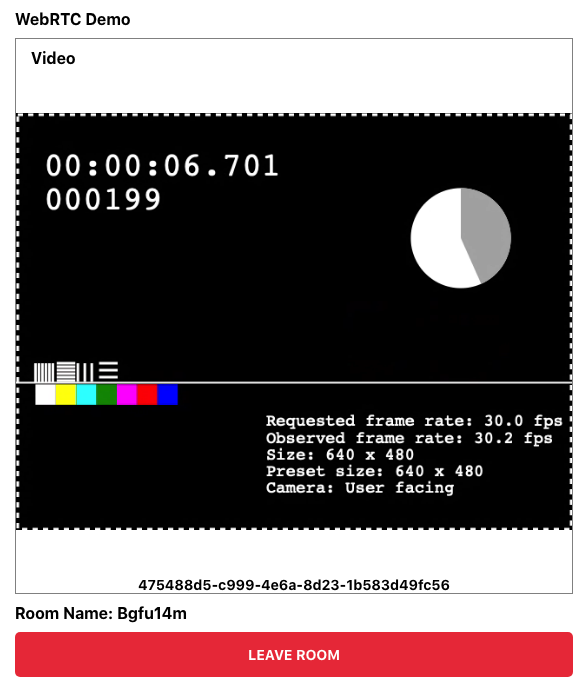 WebRTC Demo
Video
00:00:06.701
000199
Requested frame rate: 30.0 fps
Observed frame rate: 30.2 fps
Size: 640 x 480
Preset size: 640 x 480
Camera: User facing
475488d5-c999-4e6a-8d23-1b583d49fc56
Room Name: Bgfu14m
LEAVE ROOM